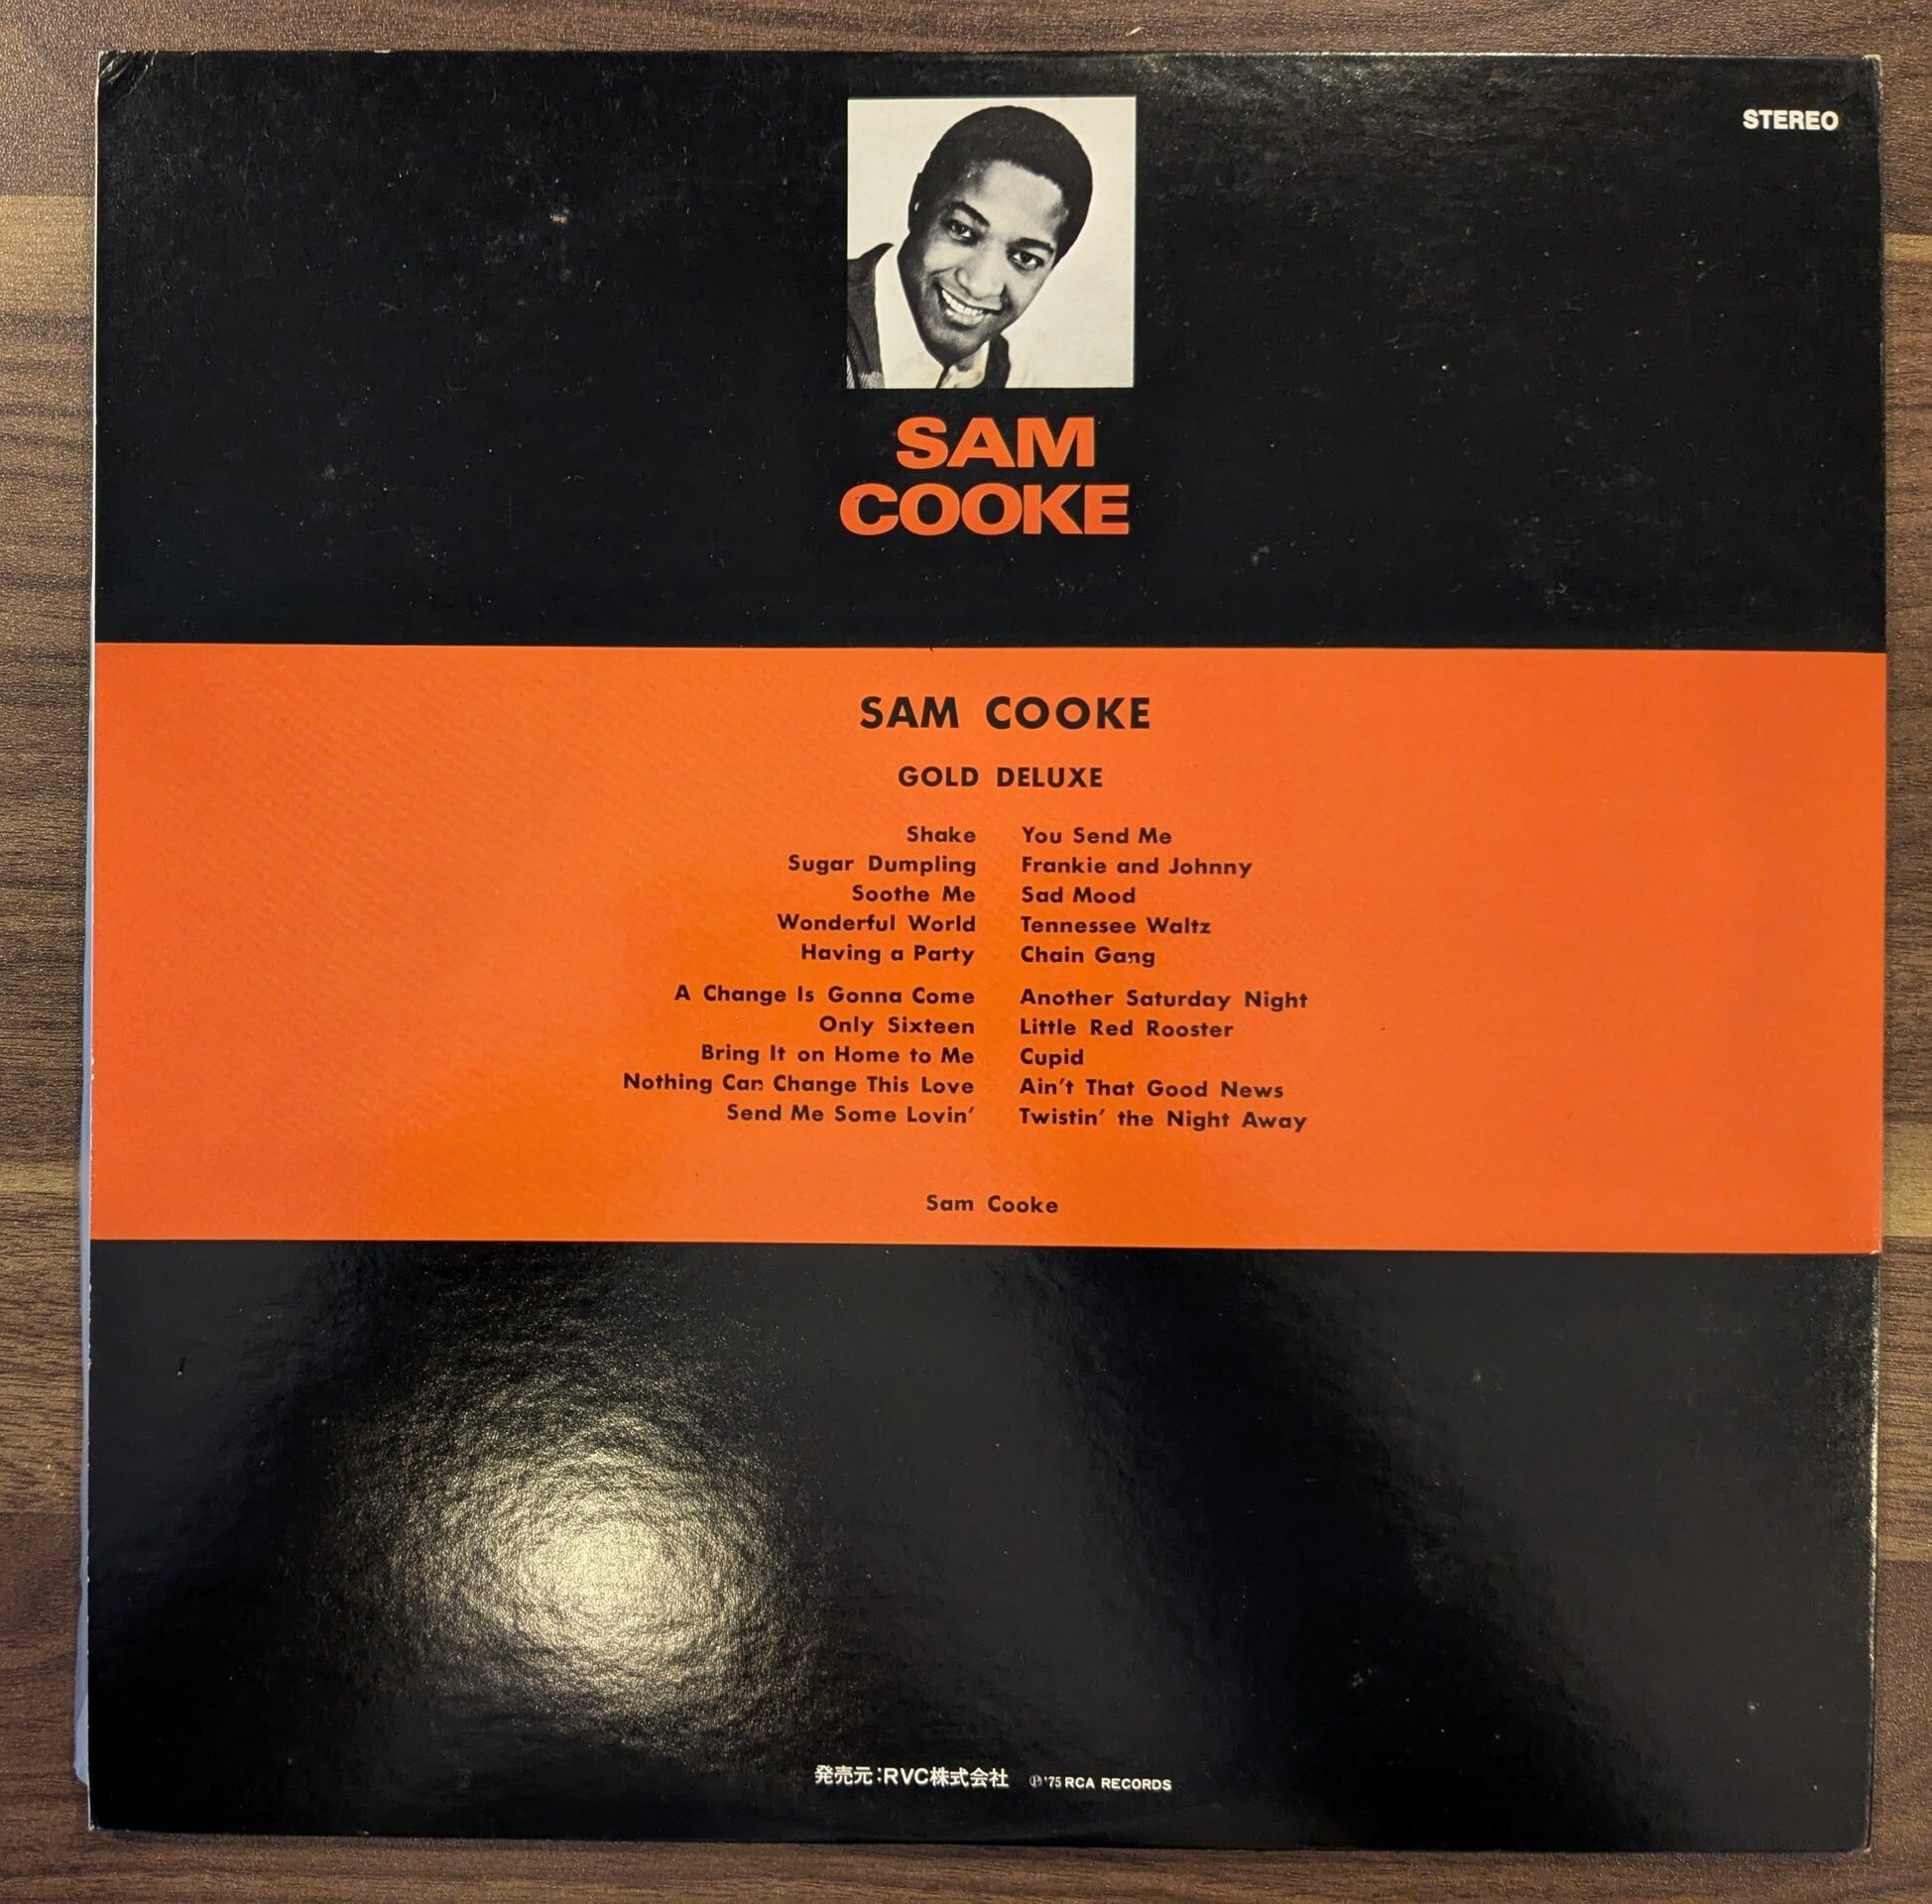 STEREO
SAM
COOKE
SAM COOKE
GOLD DELUXE
Shake
Sugar Dumpling
Soothe Me
Wonderful World
Having a Party
A Change Is Gonna Come
Only Sixteen
Bring It on Home to Me
Nothing Can Change This Love
Send Me Some Lovin'
You Send Me
Frankie and Johnny
Sad Mood
Tennessee Waltz
Chain Gang
Another Saturday Night
Little Red Rooster
Cupid
Ain't That Good News
Twistin' the Night Away
Sam Cooke
発売元:RVC株式会社 ℗'75 RCA RECORDS